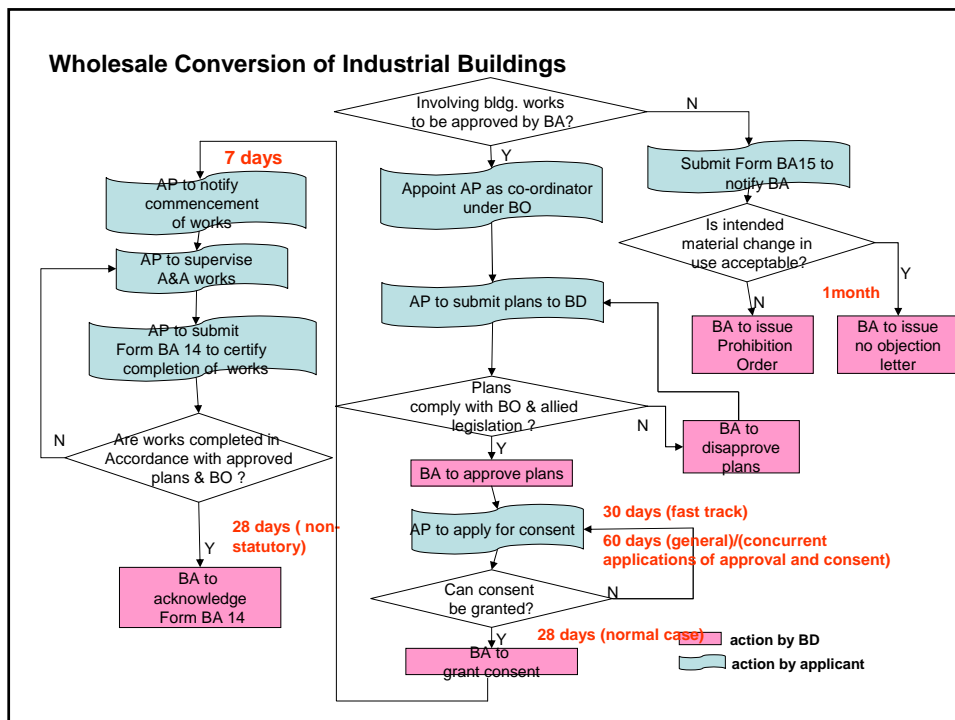 Wholesale Conversion of Industrial Buildings
Involving bldg. works
to be approved by BA?
N
Y
Submit Form BA15 to
notify BA
Is intended
material change in
use acceptable?
N
Y
1month
BA to issue
Prohibition
Order
BA to issue
no objection
letter
Appoint AP as co-ordinator
under BO
AP to submit plans to BD
Plans
comply with BO & allied
legislation ?
N
Y
BA to
disapprove
plans
BA to approve plans
AP to apply for consent
30 days (fast track)
60 days (general)/(concurrent
applications of approval and consent)
Can consent
be granted?
N
Y
28 days (normal case)
BA to
grant consent
7 days
AP to notify
commencement
of works
AP to supervise
A&A works
AP to submit
Form BA 14 to certify
completion of works
Are works completed in
Accordance with approved
plans & BO ?
N
Y
28 days ( non-
statutory)
BA to
acknowledge
Form BA 14
action by BD
action by applicant